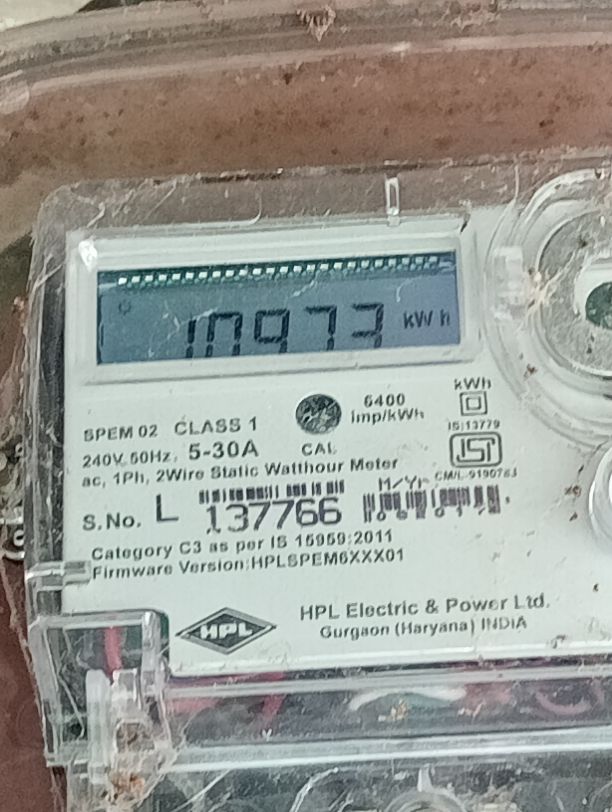 10973 kWh
kWh
6400
SPEM 02 CLASS 1
imp/kWh
IS:13779
240V, 50Hz, 5-30A
CAL
ac, 1Ph, 2Wire Static Watthour Meter
M/Yr.
S.No. L 137766
Category C3 as per IS 15959:2011
Firmware Version:HPLSPEM6XXX01
HPL
HPL Electric & Power Ltd.
Gurgaon (Haryana) INDIA